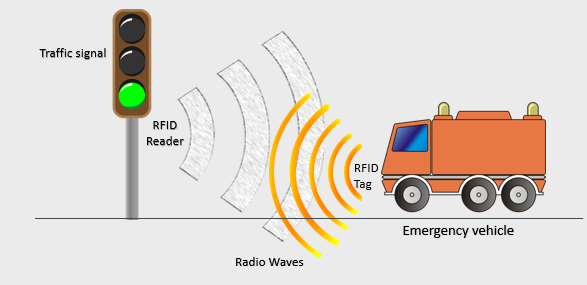 Traffic signal
RFID
Reader
RFID
Tag
Emergency vehicle
Radio Waves